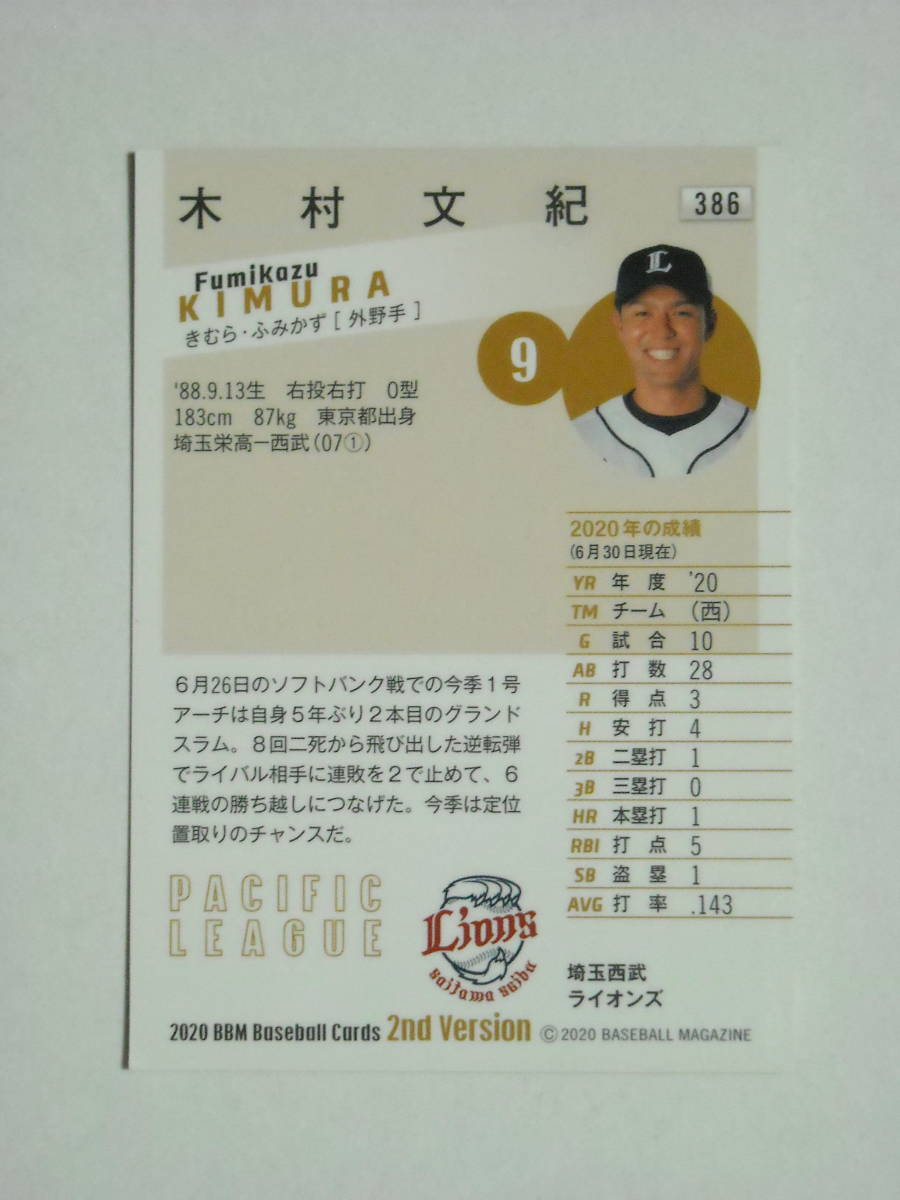 木村文紀
386
Fumikazu
KIMURA
きむら・ふみかず [ 外野手 ]
9
'88.9.13生 右投右打 O型
183cm 87kg 東京都出身
埼玉栄高ー西武(07①)
2020年の成績
(6月30日現在)
YR 年度 '20
TM チーム (西)
G 試合 10
AB 打数 28
R 得点 3
H 安打 4
2B 二塁打 1
3B 三塁打 0
HR 本塁打 1
RBI 打点 5
SB 盗塁 1
AVG 打率 .143
6月26日のソフトバンク戦での今季1号
アーチは自身5年ぶり2本目のグランド
スラム。8回二死から飛び出した逆転弾
でライバル相手に連敗を2で止めて、6
連戦の勝ち越しにつなげた。今季は定位
置取りのチャンスだ。
PACIFIC
LEAGUE
L
Lions
saitama seibu
埼玉西武
ライオンズ
2020 BBM Baseball Cards 2nd Version © 2020 BASEBALL MAGAZINE